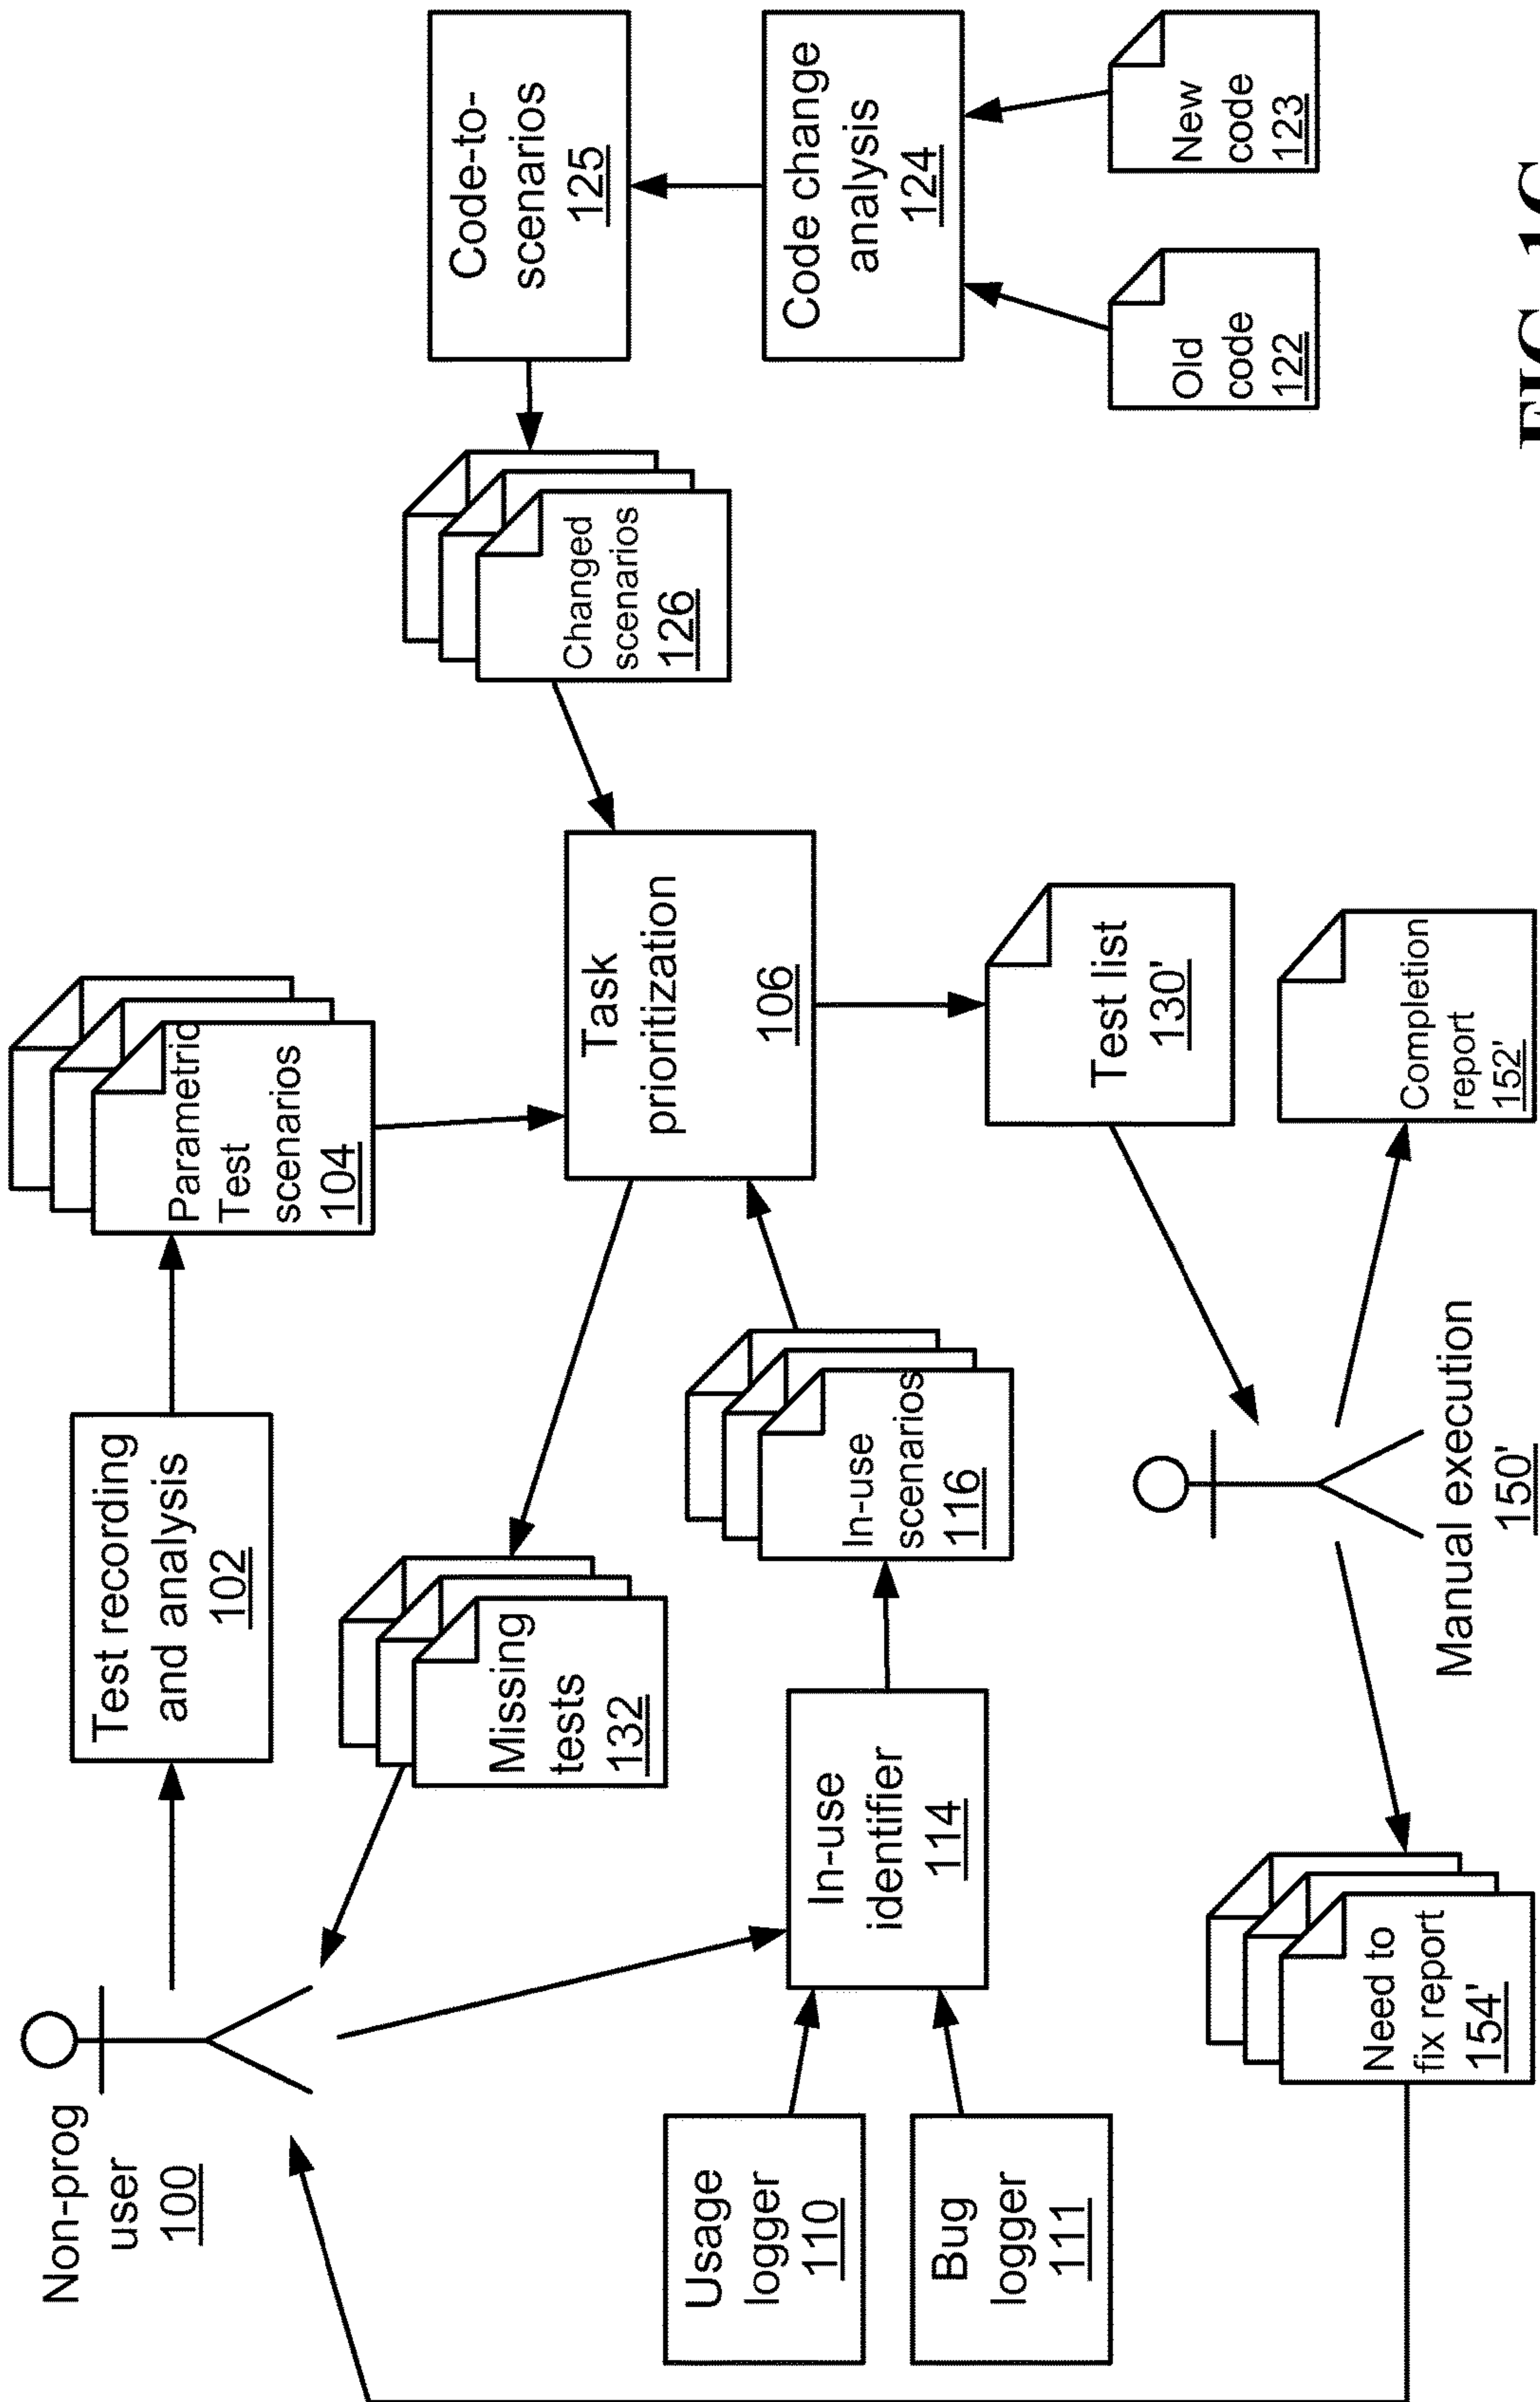 Non-prog
user
100
Test recording
and analysis
102
Parametric
Test
scenarios
104
Missing
tests
132
Task
prioritization
106
Changed
scenarios
126
Code-to-
scenarios
125
Code change
analysis
124
Old
code
122
New
code
123
Usage
logger
110
Bug
logger
111
In-use
identifier
114
In-use
scenarios
116
Test list
130'
Need to
fix report
154'
Manual execution
150'
Completion
report
152'
FIG. 1C